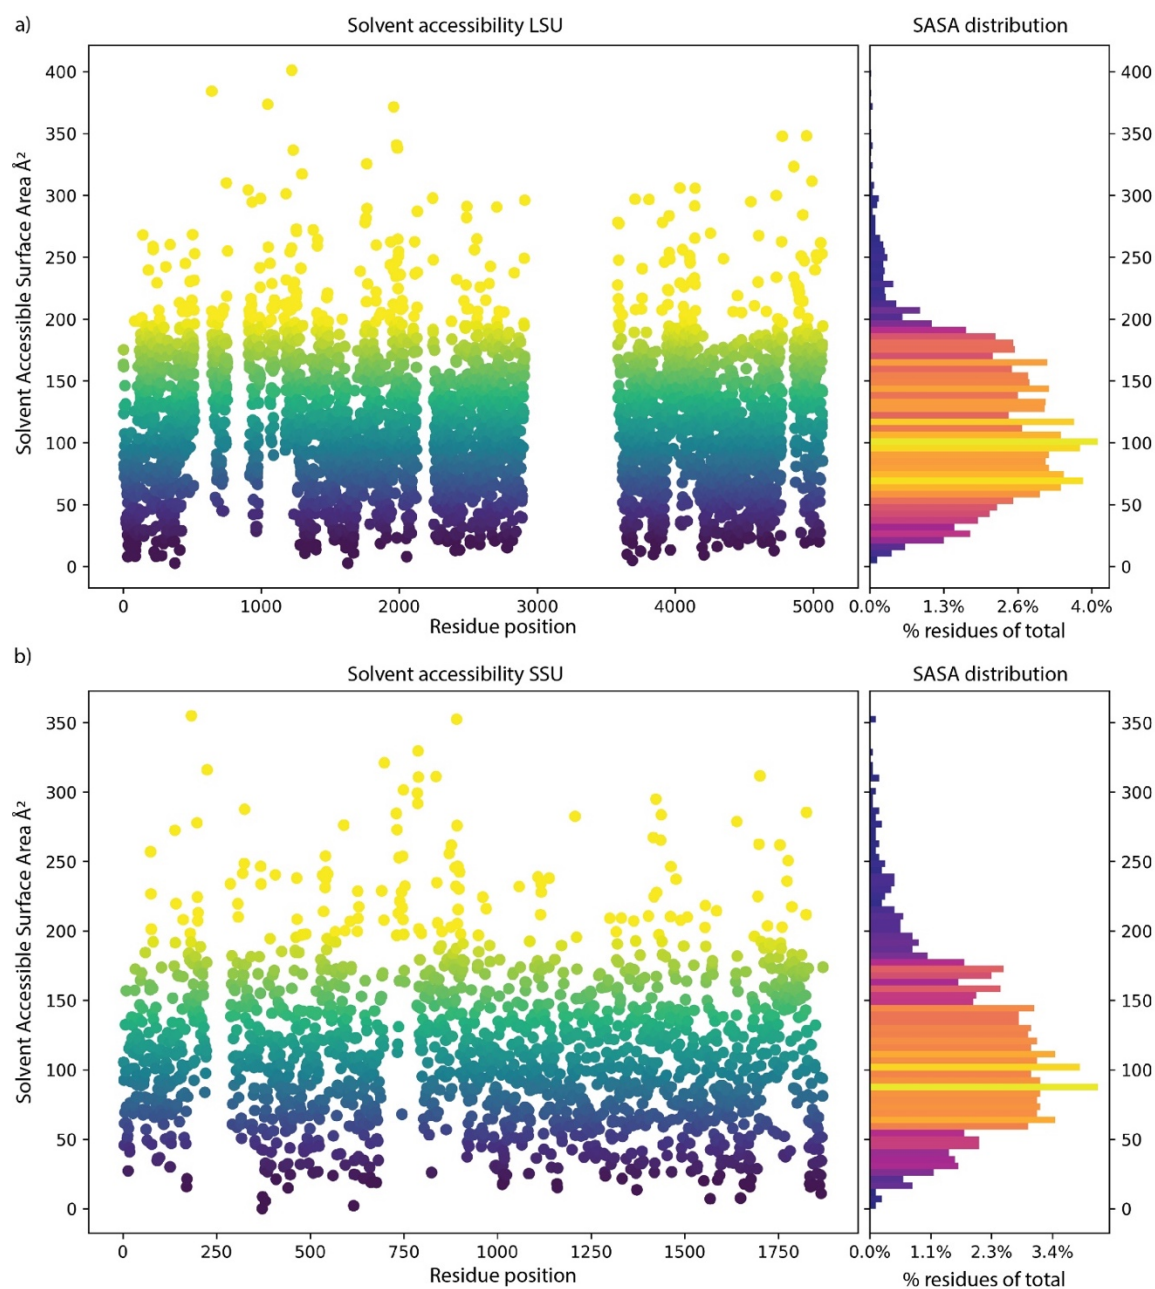 a)
Solvent accessibility LSU
SASA distribution
Solvent Accessible Surface Area Å²
400
350
300
250
200
150
100
50
0
400
350
300
250
200
150
100
50
0
0 1000 2000 3000 4000 5000
0.0% 1.3% 2.6% 4.0%
Residue position
% residues of total
b)
Solvent accessibility SSU
SASA distribution
Solvent Accessible Surface Area Å²
350
300
250
200
150
100
50
0
350
300
250
200
150
100
50
0
0 250 500 750 1000 1250 1500 1750
0.0% 1.1% 2.3% 3.4%
Residue position
% residues of total